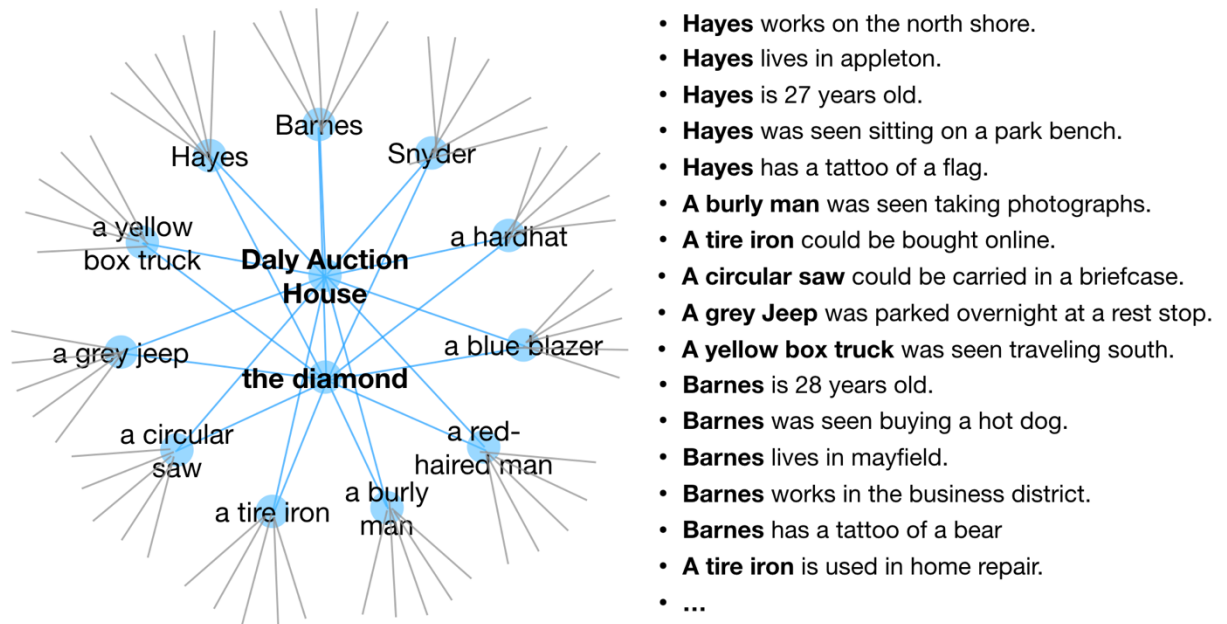 Barnes
Hayes
Snyder
a yellow
box truck
a hardhat
Daly Auction
House
a grey jeep
a blue blazer
the diamond
a circular
saw
a red-
haired man
a tire iron
a burly
man
• Hayes works on the north shore.
• Hayes lives in appleton.
• Hayes is 27 years old.
• Hayes was seen sitting on a park bench.
• Hayes has a tattoo of a flag.
• A burly man was seen taking photographs.
• A tire iron could be bought online.
• A circular saw could be carried in a briefcase.
• A grey Jeep was parked overnight at a rest stop.
• A yellow box truck was seen traveling south.
• Barnes is 28 years old.
• Barnes was seen buying a hot dog.
• Barnes lives in mayfield.
• Barnes works in the business district.
• Barnes has a tattoo of a bear
• A tire iron is used in home repair.
• ...